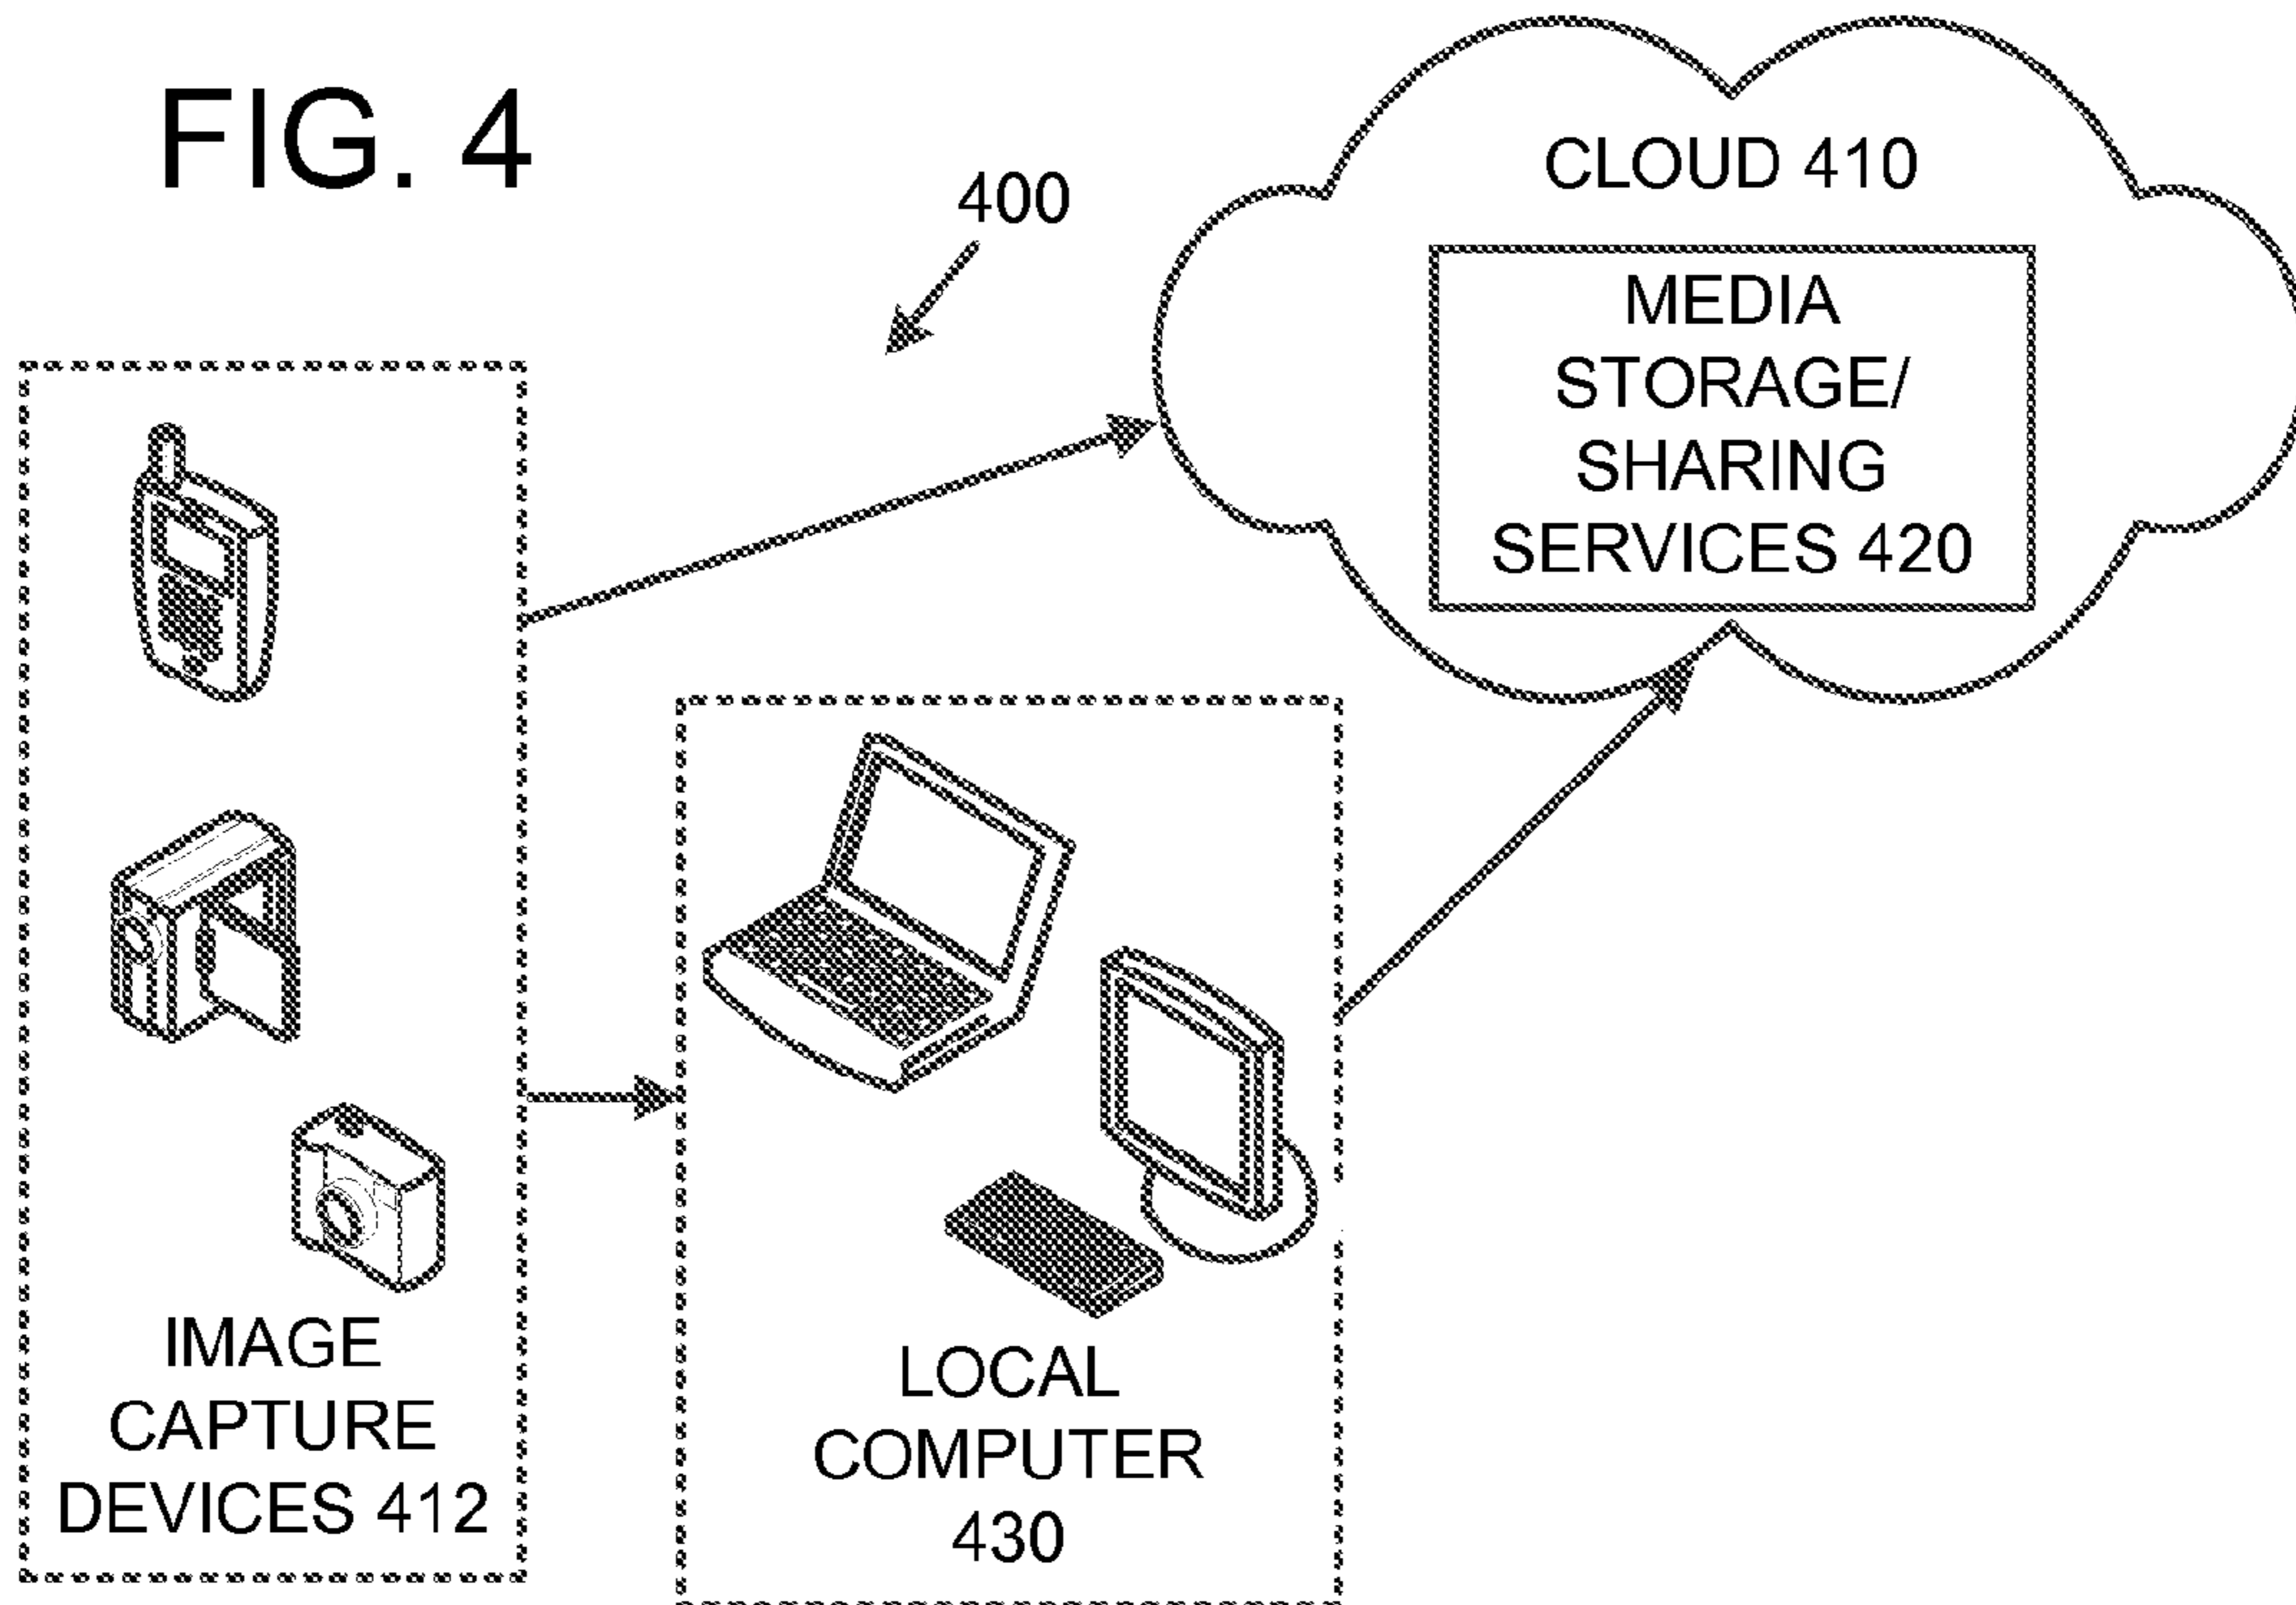 FIG. 4
400
CLOUD 410
MEDIA
STORAGE/
SHARING
SERVICES 420
IMAGE
CAPTURE
DEVICES 412
LOCAL
COMPUTER
430